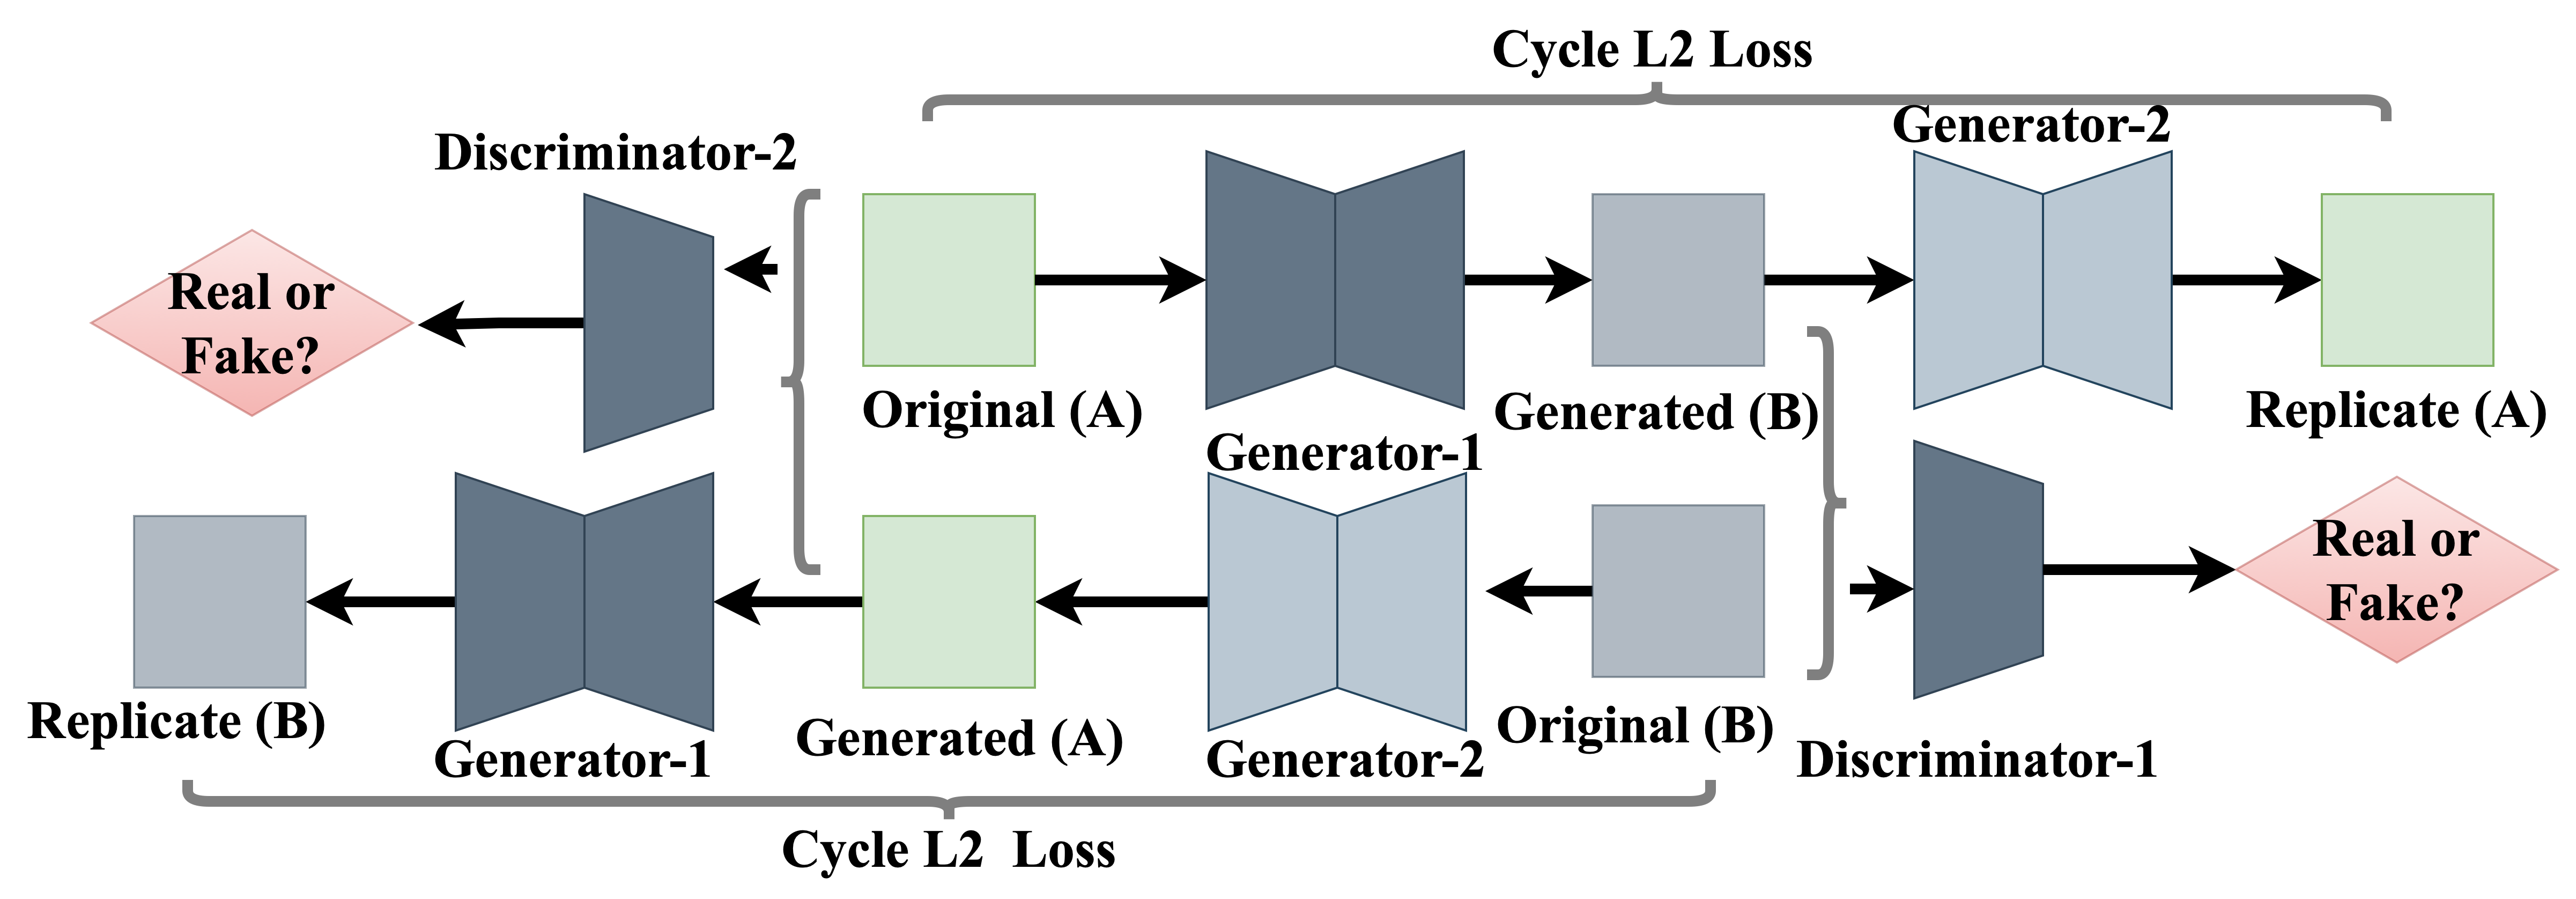 Cycle L2 Loss
Generator-2
Discriminator-2
Real or
Fake?
Original (A)
Generated (B)
Replicate (A)
Generator-1
Real or
Fake?
Replicate (B)
Generator-1
Generated (A)
Generator-2
Original (B)
Discriminator-1
Cycle L2 Loss